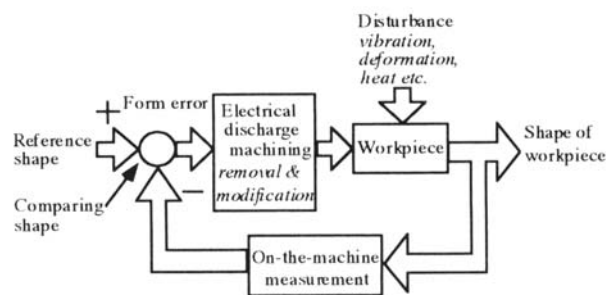 Disturbance
vibration,
deformation,
heat etc.
+
Form error
Reference
shape
Comparing
shape
−
Electrical
discharge
machining
removal &
modification
Workpiece
Shape of
workpiece
On-the-machine
measurement